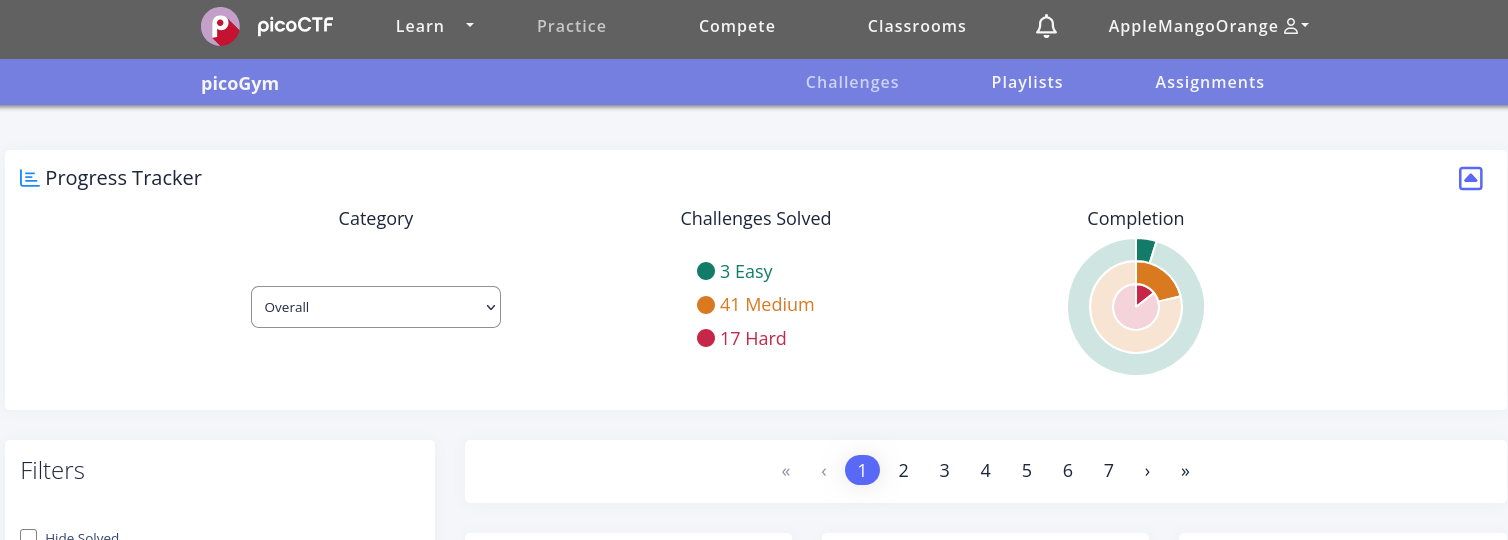 picoCTF Learn Practice Compete Classrooms AppleMangoOrange
picoGym Challenges Playlists Assignments
Progress Tracker
Category Challenges Solved Completion
3 Easy
Overall
41 Medium
17 Hard
Filters
« ‹ 1 2 3 4 5 6 7 › »
Hide Solved